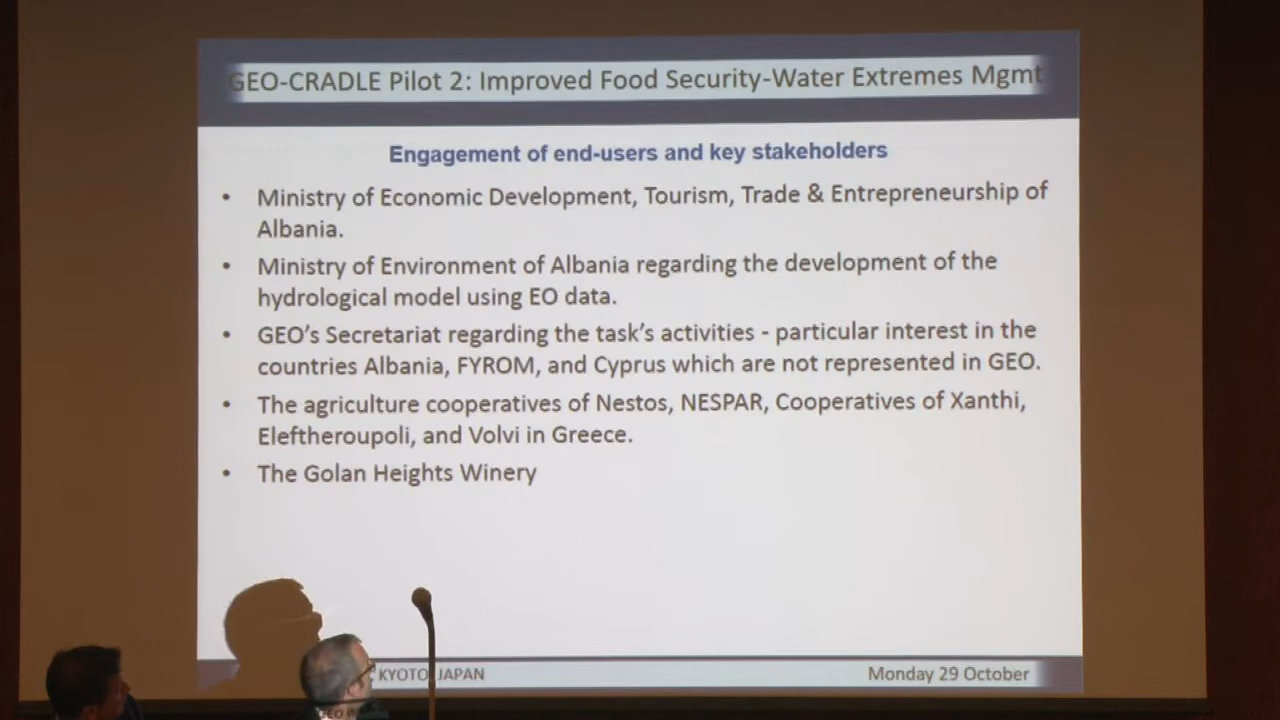 GEO-CRADLE Pilot 2: Improved Food Security-Water Extremes Mgmt
Engagement of end-users and key stakeholders
• Ministry of Economic Development, Tourism, Trade & Entrepreneurship of
Albania.
• Ministry of Environment of Albania regarding the development of the
hydrological model using EO data.
• GEO's Secretariat regarding the task's activities - particular interest in the
countries Albania, FYROM, and Cyprus which are not represented in GEO.
• The agriculture cooperatives of Nestos, NESPAR, Cooperatives of Xanthi,
Eleftheroupoli, and Volvi in Greece.
• The Golan Heights Winery
KYOTO JAPAN
Monday 29 October